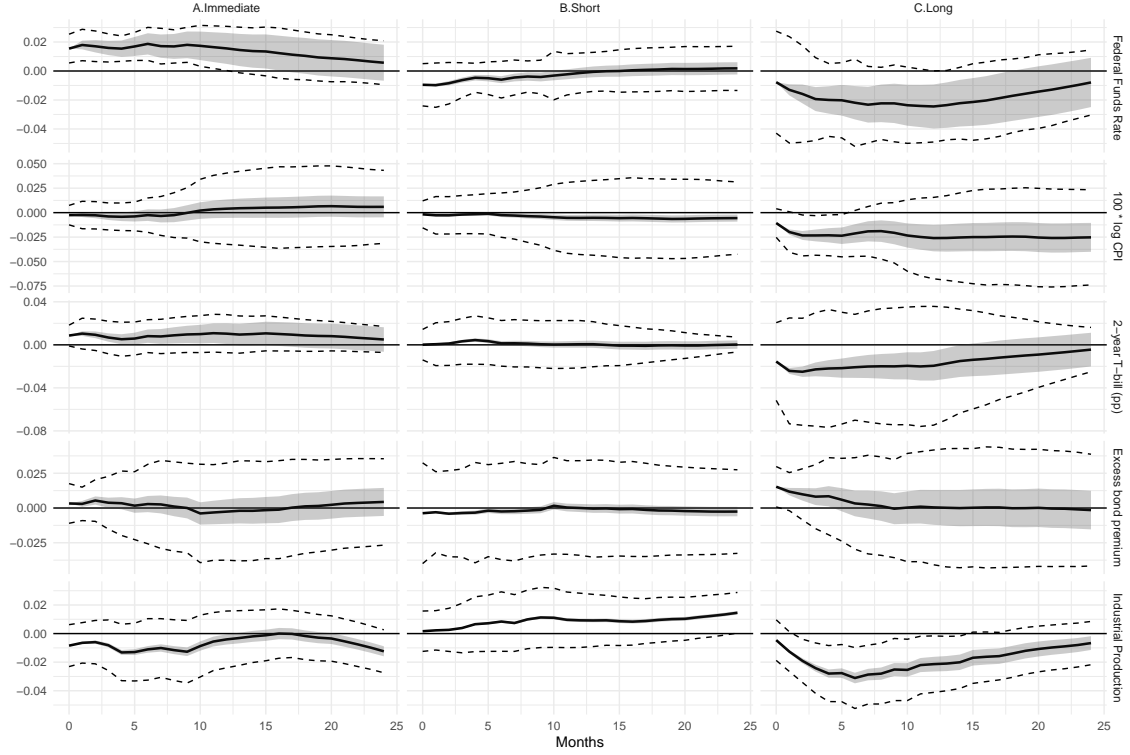 A.Immediate B.Short C.Long
0.02
0.00
−0.02
−0.04
Federal Funds Rate
0.050
0.025
0.000
−0.025
−0.050
−0.075
100 * log CPI
0.04
0.00
−0.04
−0.08
2−year T−bill (pp)
0.025
0.000
−0.025
Excess bond premium
0.02
0.00
−0.02
−0.04
Industrial Production
0 5 10 15 20 25 0 5 10 15 20 25 0 5 10 15 20 25
Months